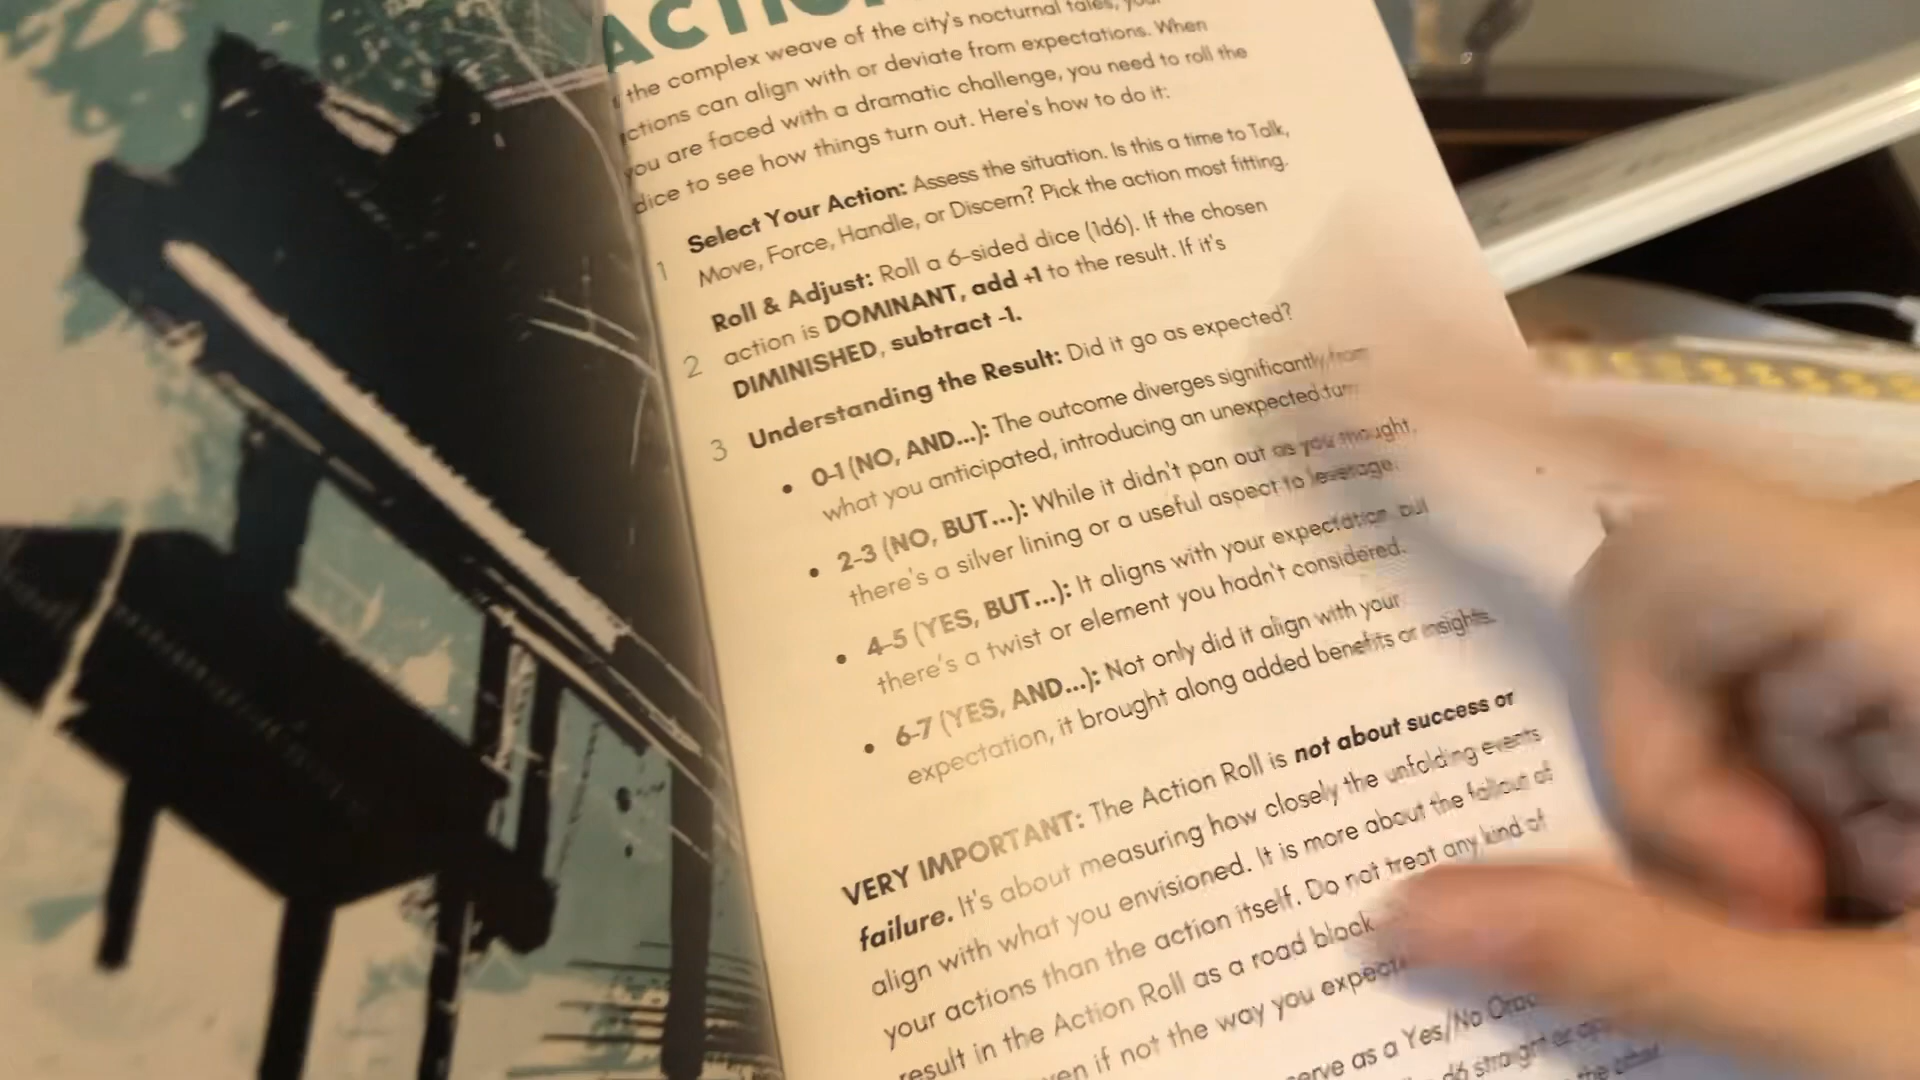 ACTION
the complex weave of the city's nocturnal tales, your
actions can align with or deviate from expectations. When
you are faced with a dramatic challenge, you need to roll the
dice to see how things turn out. Here's how to do it:
1 Select Your Action: Assess the situation. Is this a time to Talk,
Move, Force, Handle, or Discern? Pick the action most fitting.
2 Roll & Adjust: Roll a 6-sided dice (1d6). If the chosen
action is DOMINANT, add +1 to the result. If it's
DIMINISHED, subtract -1.
3 Understanding the Result: Did it go as expected?
• 0-1 (NO, AND...): The outcome diverges significantly from
what you anticipated, introducing an unexpected turn
• 2-3 (NO, BUT...): While it didn't pan out as you thought,
there's a silver lining or a useful aspect to leverage.
• 4-5 (YES, BUT...): It aligns with your expectation, but
there's a twist or element you hadn't considered.
• 6-7 (YES, AND...): Not only did it align with your
expectation, it brought along added benefits or insights.
VERY IMPORTANT: The Action Roll is not about success or
failure. It's about measuring how closely the unfolding events
align with what you envisioned. It is more about the fallout of
your actions than the action itself. Do not treat any kind of
result in the Action Roll as a road block
if not the way you
serve as a Yes/No
d6 straight or
the other